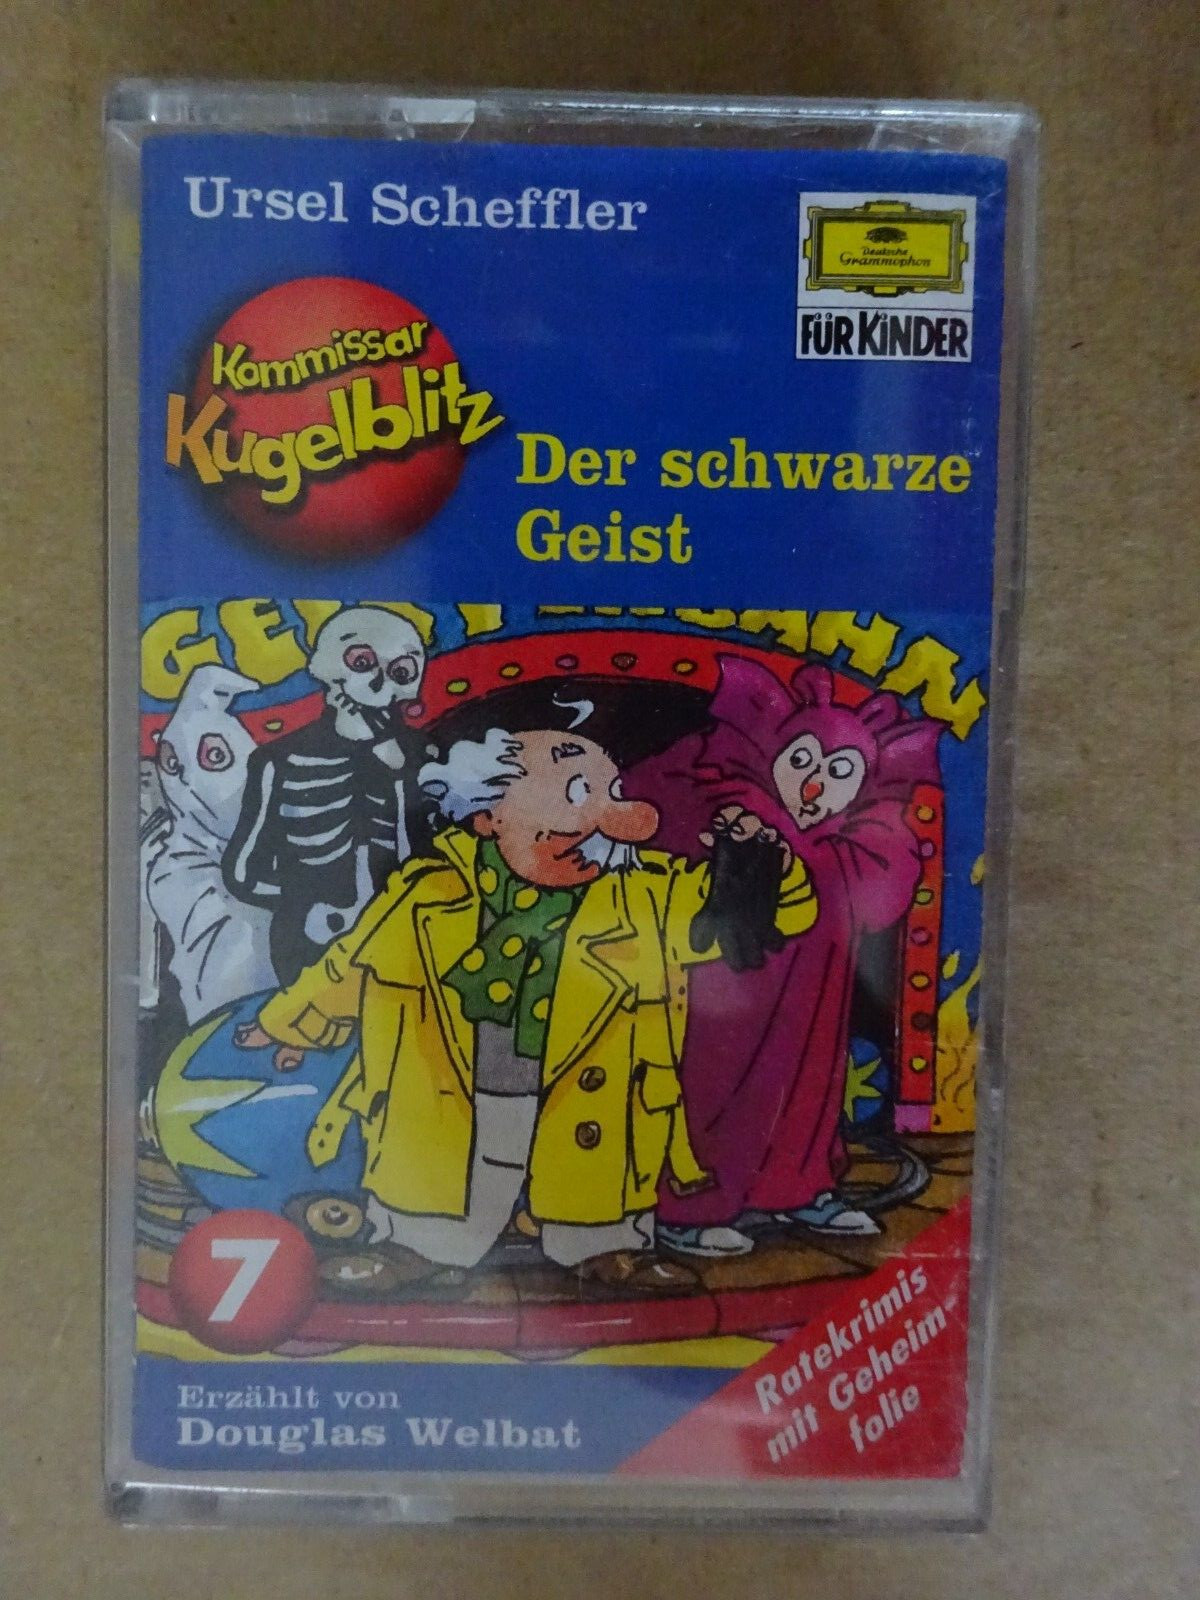 Ursel Scheffler
Deutsche
Grammophon
FÜR KINDER
Kommissar
Kugelblitz
Der schwarze
Geist
7
Erzählt von
Douglas Welbat
Ratekrimis
mit Geheim-
folie